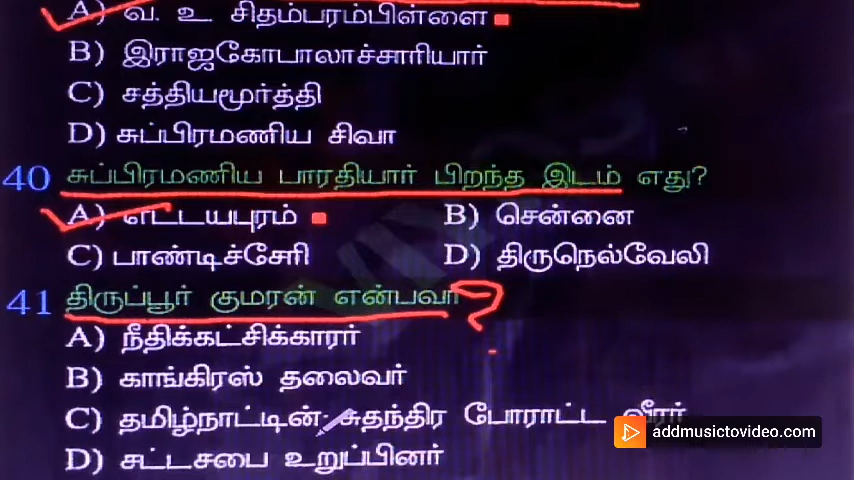 A) வ. உ சிதம்பரம்பிள்ளை
B) இராஜகோபாலாச்சாரியார்
C) சத்தியமூர்த்தி
D) சுப்பிரமணிய சிவா
40 சுப்பிரமணிய பாரதியார் பிறந்த இடம் எது?
A) எட்டயபுரம் B) சென்னை
C) பாண்டிச்சேரி D) திருநெல்வேலி
41 திருப்பூர் குமரன் என்பவர்
A) நீதிக்கட்சிக்காரர்
B) காங்கிரஸ் தலைவர்
C) தமிழ்நாட்டின் சுதந்திர போராட்ட வீரர்
addmusictovideo.com
D) சட்டசபை உறுப்பினர்